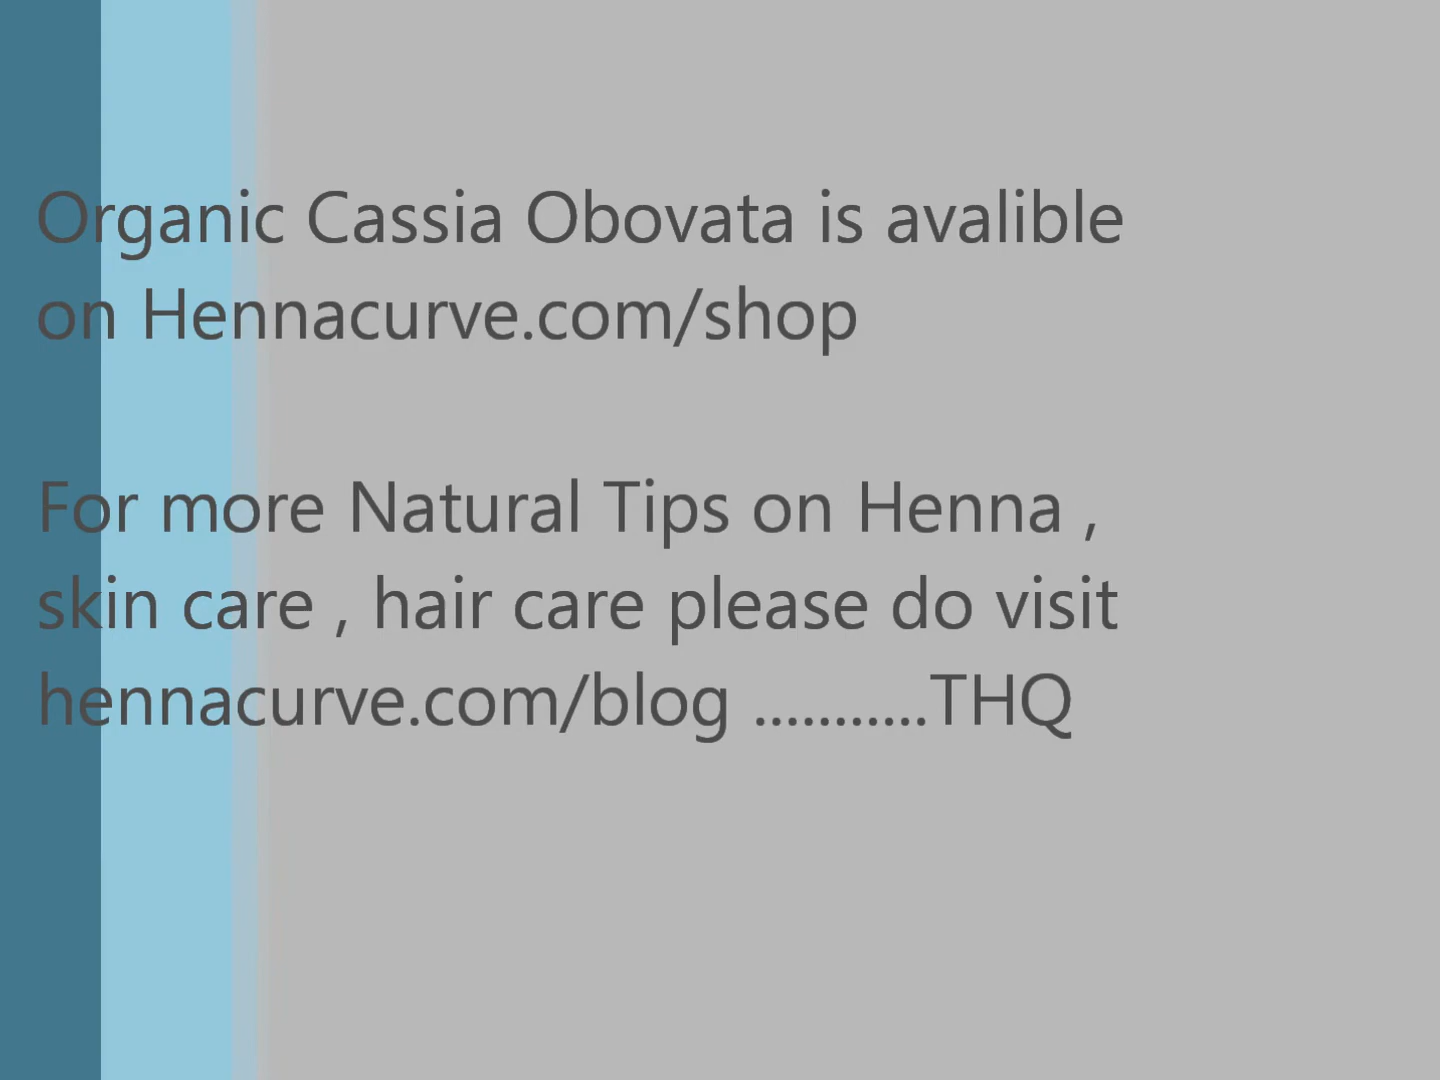 Organic Cassia Obovata is avalible
on Hennacurve.com/shop
For more Natural Tips on Henna ,
skin care , hair care please do visit
hennacurve.com/blog ...........THQ